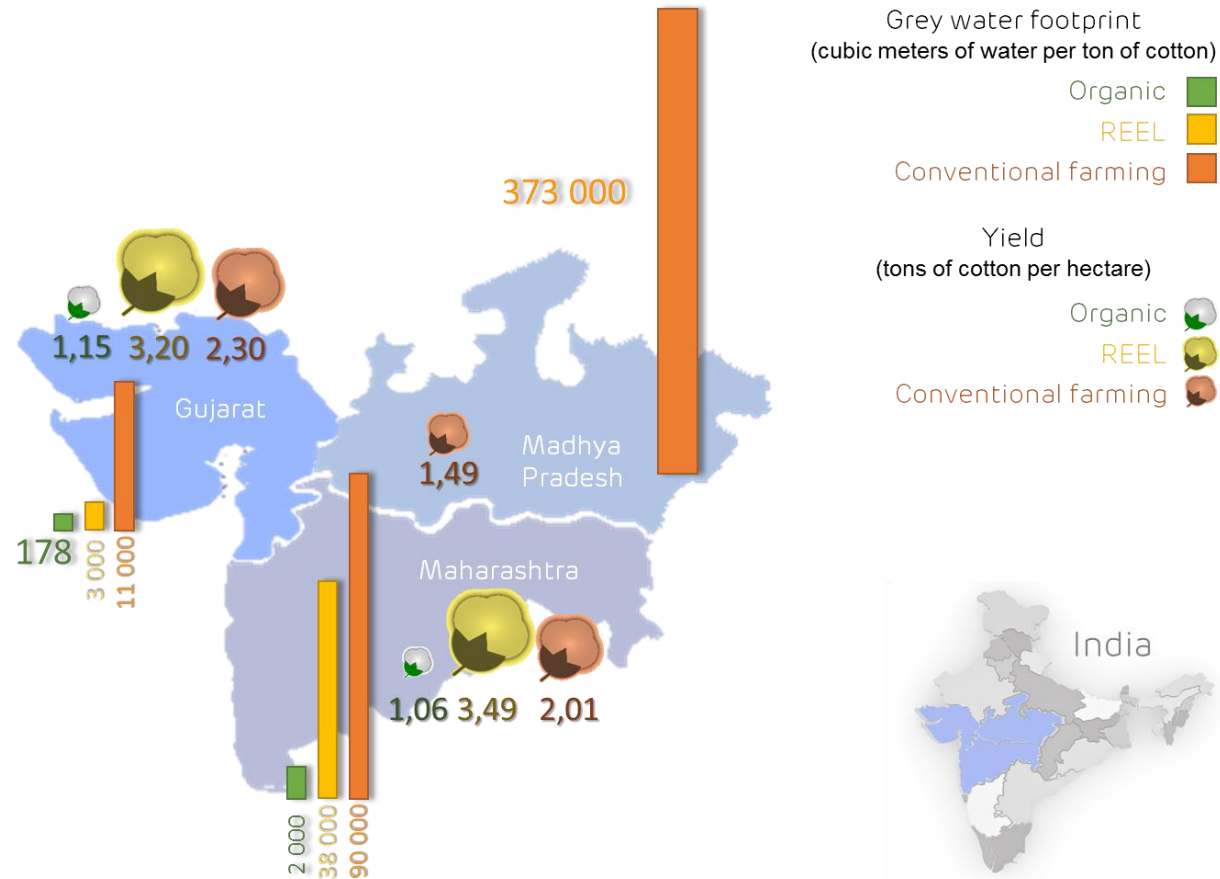 Grey water footprint
(cubic meters of water per ton of cotton)
Organic
REEL
Conventional farming
373 000
Yield
(tons of cotton per hectare)
Organic
REEL
Conventional farming
1,15 3,20 2,30
Gujarat
Madhya
Pradesh
1,49
178
3 000
11 000
Maharashtra
1,06 3,49 2,01
2 000
38 000
90 000
India